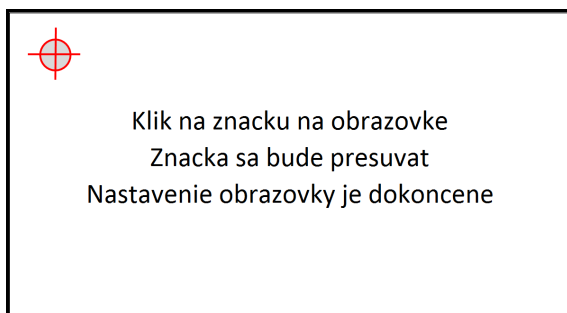 Klik na znacku na obrazovke
Znacka sa bude presuvat
Nastavenie obrazovky je dokoncene